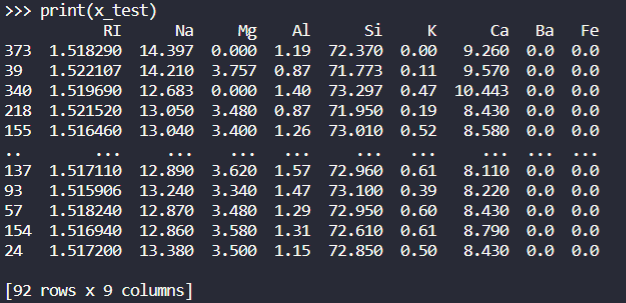 >>> print(x_test)
RI Na Mg Al Si K Ca Ba Fe
373 1.518290 14.397 0.000 1.19 72.370 0.00 9.260 0.0 0.0
39 1.522107 14.210 3.757 0.87 71.773 0.11 9.570 0.0 0.0
340 1.519690 12.683 0.000 1.40 73.297 0.47 10.443 0.0 0.0
218 1.521520 13.050 3.480 0.87 71.950 0.19 8.430 0.0 0.0
155 1.516460 13.040 3.400 1.26 73.010 0.52 8.580 0.0 0.0
.. ... ... ... ... ... ... ... ... ...
137 1.517110 12.890 3.620 1.57 72.960 0.61 8.110 0.0 0.0
93 1.515906 13.240 3.340 1.47 73.100 0.39 8.220 0.0 0.0
57 1.518240 12.870 3.480 1.29 72.950 0.60 8.430 0.0 0.0
154 1.516940 12.860 3.580 1.31 72.610 0.61 8.790 0.0 0.0
24 1.517200 13.380 3.500 1.15 72.850 0.50 8.430 0.0 0.0
[92 rows x 9 columns]